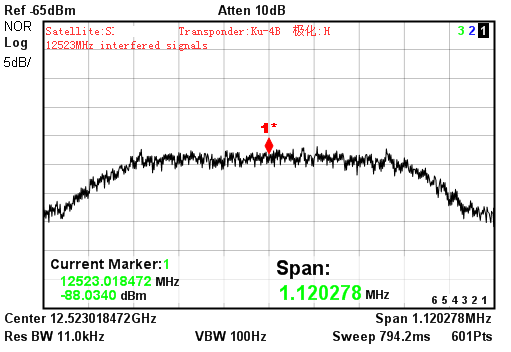 Ref -65dBm Atten 10dB
NOR
Log
5dB/
Satellite:S Transponder:Ku-4B 极化:H
12523MHz interfered signals
3 2 1
1*
Current Marker:1
12523.018472 MHz
-88.0340 dBm
Span:
1.120278 MHz
6 5 4 3 2 1
Center 12.523018472GHz Span 1.120278MHz
Res BW 11.0kHz VBW 100Hz Sweep 794.2ms 601Pts